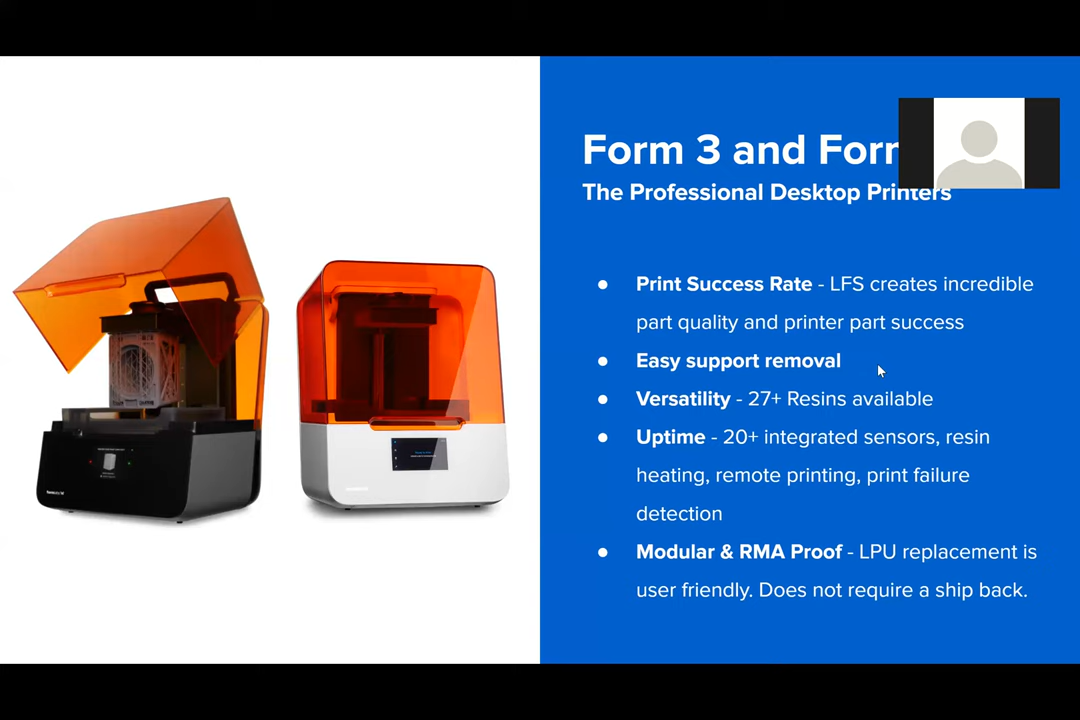 Form 3 and For
The Professional Desktop Printers
● Print Success Rate - LFS creates incredible
part quality and printer part success
● Easy support removal
● Versatility - 27+ Resins available
● Uptime - 20+ integrated sensors, resin
heating, remote printing, print failure
detection
● Modular & RMA Proof - LPU replacement is
user friendly. Does not require a ship back.